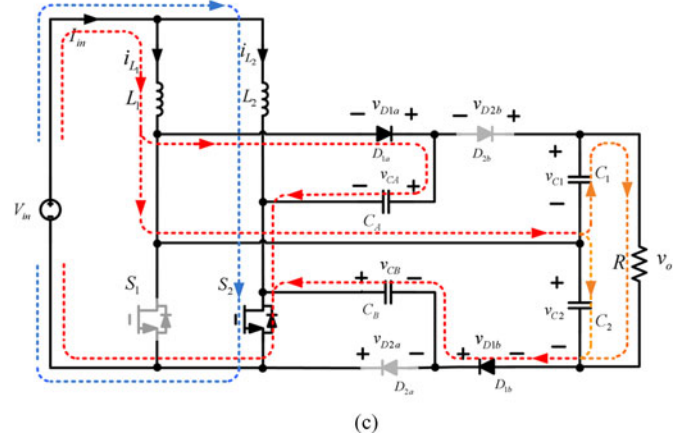 I_in
i_L1 i_L2
L_1 L_2
− v_D1a + − v_D2b +
D_1a D_2b
− v_CA +
C_A
+ v_C1 − C_1
V_in
R
+ v_o −
S_1 S_2
+ v_CB −
C_B
+ v_C2 − C_2
+ v_D2a − + v_D1b −
D_2a D_1b
(c)